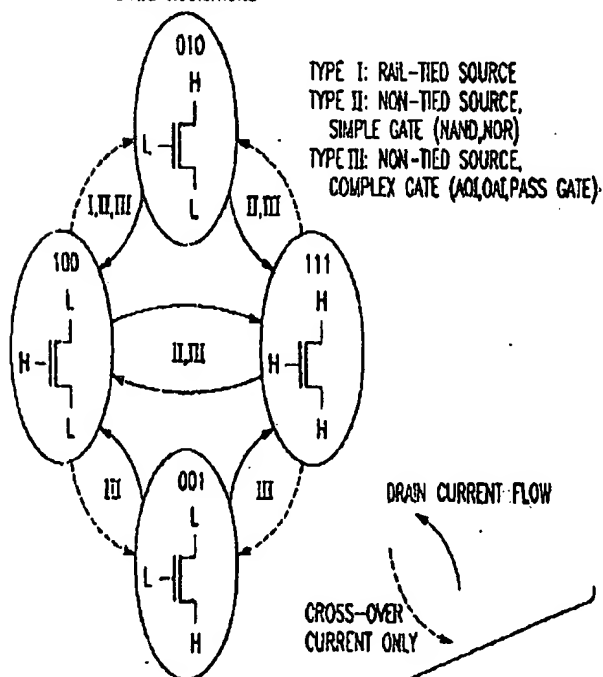 010
H
L
L
TYPE I: RAIL-TIED SOURCE
TYPE II: NON-TIED SOURCE,
SIMPLE GATE (NAND,NOR)
TYPE III: NON-TIED SOURCE,
COMPLEX GATE (AOI,OAI,PASS GATE)
I,II,III
II,III
100
L
H
L
II,III
111
H
H
H
III
III
001
L
L
H
DRAIN CURRENT FLOW
CROSS-OVER
CURRENT ONLY